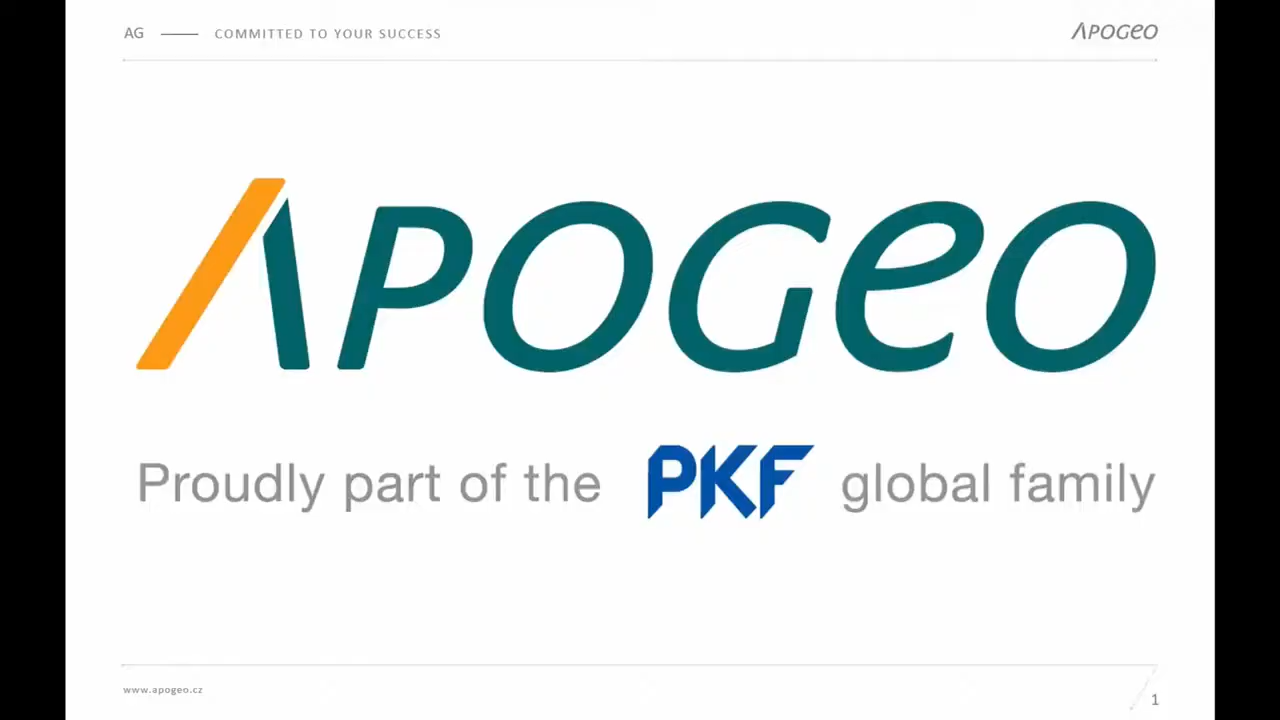 AG COMMITTED TO YOUR SUCCESS APOGEO
APOGEO
Proudly part of the PKF global family
www.apogeo.cz 1